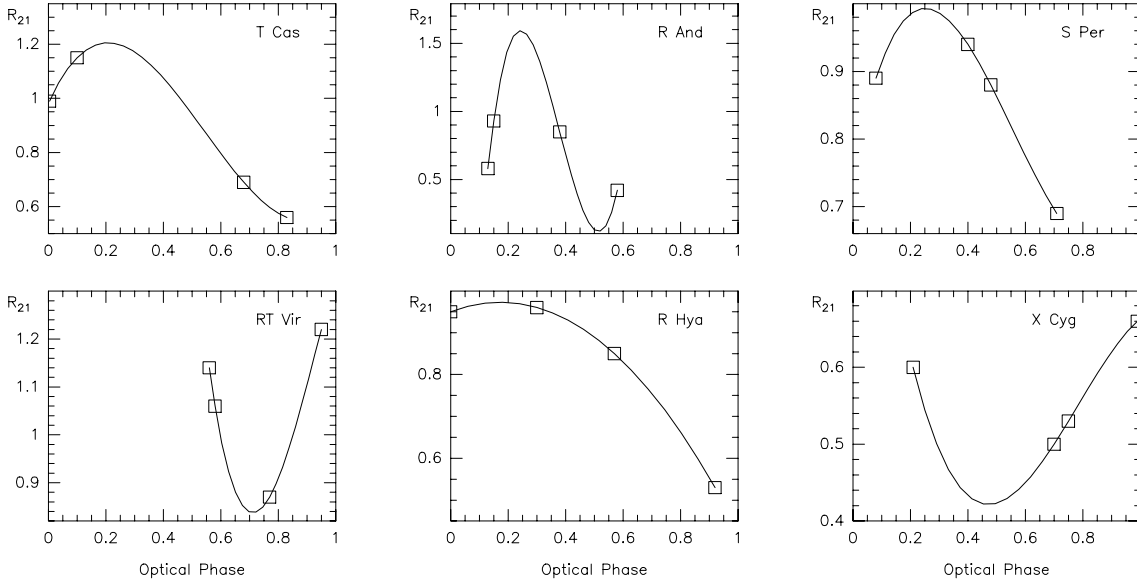 R21
T Cas
1.2
1
0.8
0.6
0 0.2 0.4 0.6 0.8 1
R21
R And
1.5
1
0.5
0 0.2 0.4 0.6 0.8 1
R21
S Per
0.9
0.8
0.7
0 0.2 0.4 0.6 0.8
R21
RT Vir
1.2
1.1
1
0.9
0 0.2 0.4 0.6 0.8 1
Optical Phase
R21
R Hya
0.8
0.6
0 0.2 0.4 0.6 0.8 1
Optical Phase
R21
X Cyg
0.6
0.5
0.4
0 0.2 0.4 0.6 0.8
Optical Phase